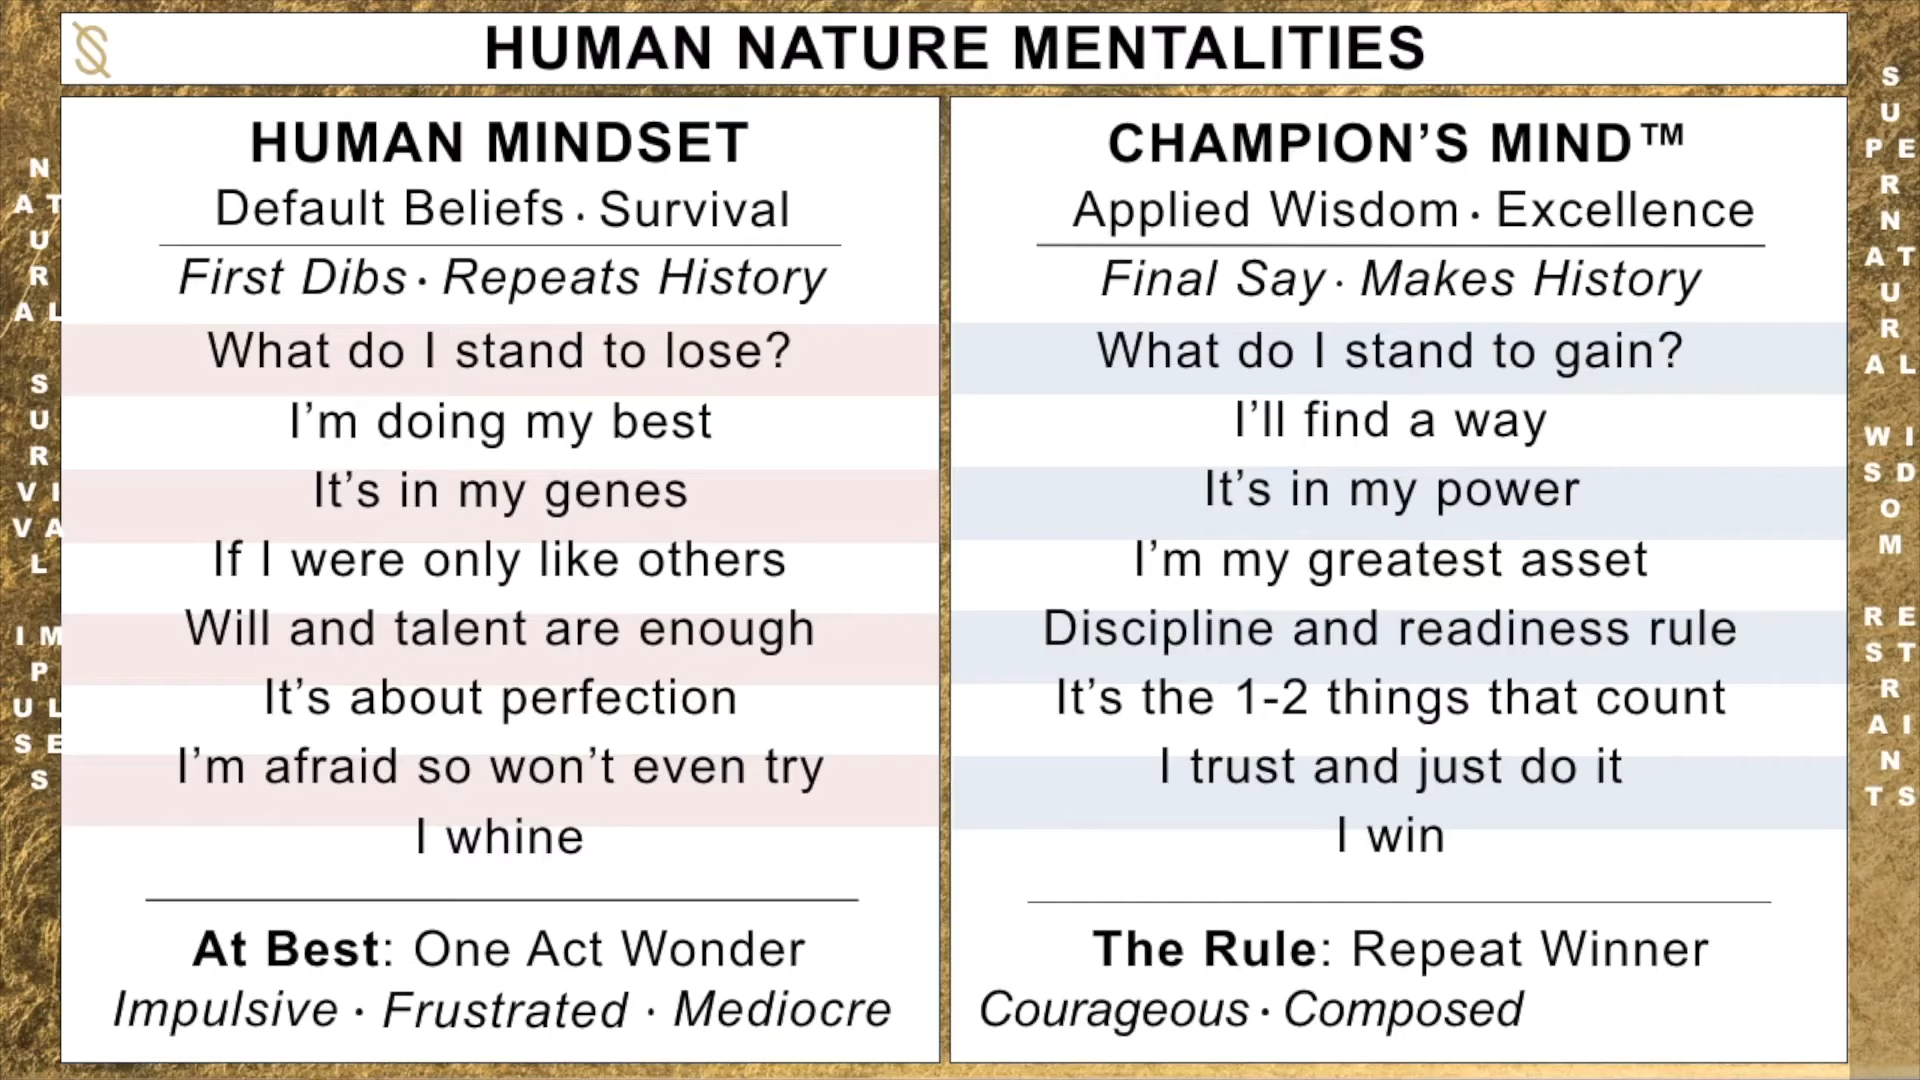 HUMAN NATURE MENTALITIES
NATURAL SURVIVAL IMPULSES
HUMAN MINDSET
Default Beliefs · Survival
First Dibs · Repeats History
What do I stand to lose?
I’m doing my best
It’s in my genes
If I were only like others
Will and talent are enough
It’s about perfection
I’m afraid so won’t even try
I whine
At Best: One Act Wonder
Impulsive · Frustrated · Mediocre
CHAMPION’S MIND™
Applied Wisdom · Excellence
Final Say · Makes History
What do I stand to gain?
I’ll find a way
It’s in my power
I’m my greatest asset
Discipline and readiness rule
It’s the 1-2 things that count
I trust and just do it
I win
The Rule: Repeat Winner
Courageous · Composed
SUPERNATURAL WISDOM RESTRAINTS